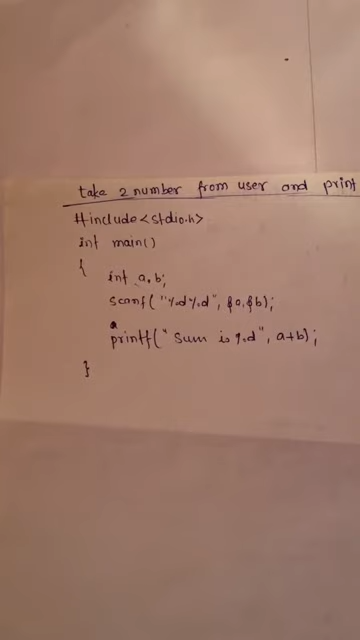 take 2 number from user and print
#include<stdio.h>
int main()
{
int a,b;
scanf("%d%d", &a,&b);
printf("Sum is %d", a+b);
}